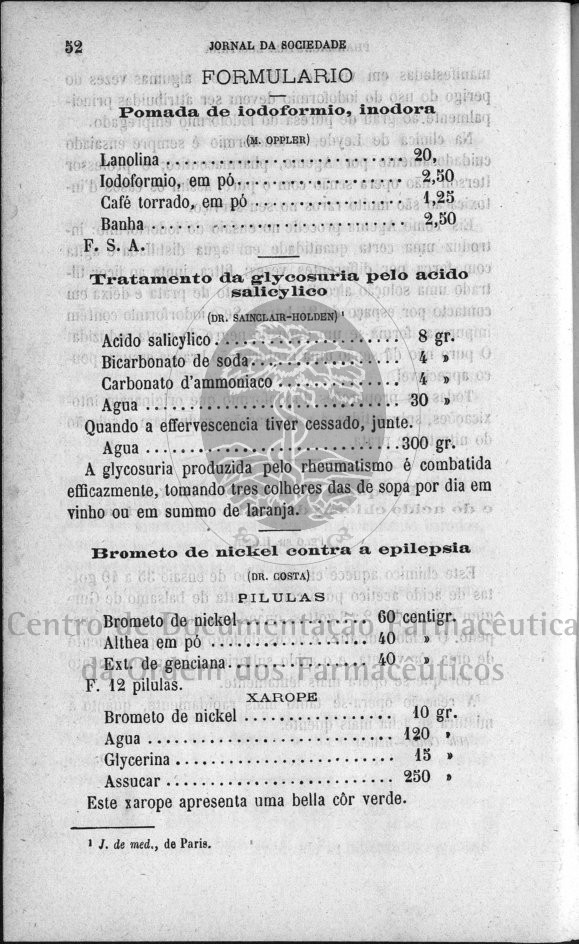 52
JORNAL DA SOCIEDADE
FORMULARIO
Pomada de iodoformio, inodora
(M. OPPLER)
Lanolina ............................ 20,
Iodoformio, em pó.................... 2,50
Café torrado, em pó .................. 1,25
Banha ............................... 2,50
F. S. A.
Tratamento da glycosuria pelo acido
salicylico
(DR. SAINCLAIR-HOLDEN) ¹
Acido salicylico...................... 8 gr.
Bicarbonato de soda.................. 4 »
Carbonato d'ammoniaco .............. 4 »
Agua ............................... 30 »
Quando a effervescencia tiver cessado, junte.
Agua ..............................300 gr.
A glycosuria produzida pelo rheumatismo é combatida
efficazmente, tomando tres colheres das de sopa por dia em
vinho ou em summo de laranja.
Brometo de nickel contra a epilepsia
(DR. COSTA)
PILULAS
Brometo de nickel................ 60 centigr.
Althea em pó .................... 40 »
Ext. de genciana.................. 40 »
F. 12 pilulas.
XAROPE
Brometo de nickel .................. 10 gr.
Agua ............................. 120 »
Glycerina .......................... 15 »
Assucar ........................... 250 »
Este xarope apresenta uma bella côr verde.
¹ J. de med., de Paris.
Centro de Documentação Farmacêutica
da Ordem dos Farmacêuticos